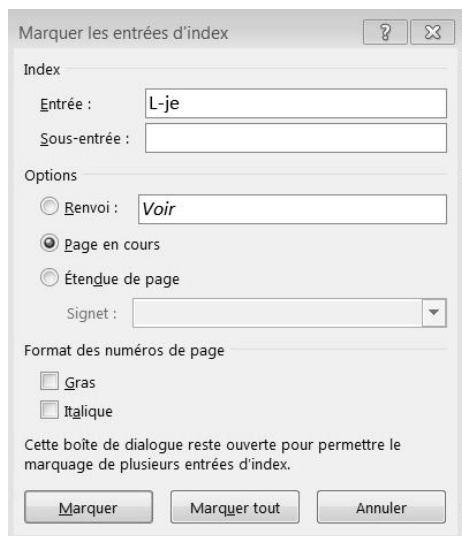 Marquer les entrées d'index
Index
Entrée :
L-je
Sous-entrée :
Options
Renvoi :
Voir
Page en cours
Étendue de page
Signet :
Format des numéros de page
Gras
Italique
Cette boîte de dialogue reste ouverte pour permettre le
marquage de plusieurs entrées d'index.
Marquer
Marquer tout
Annuler